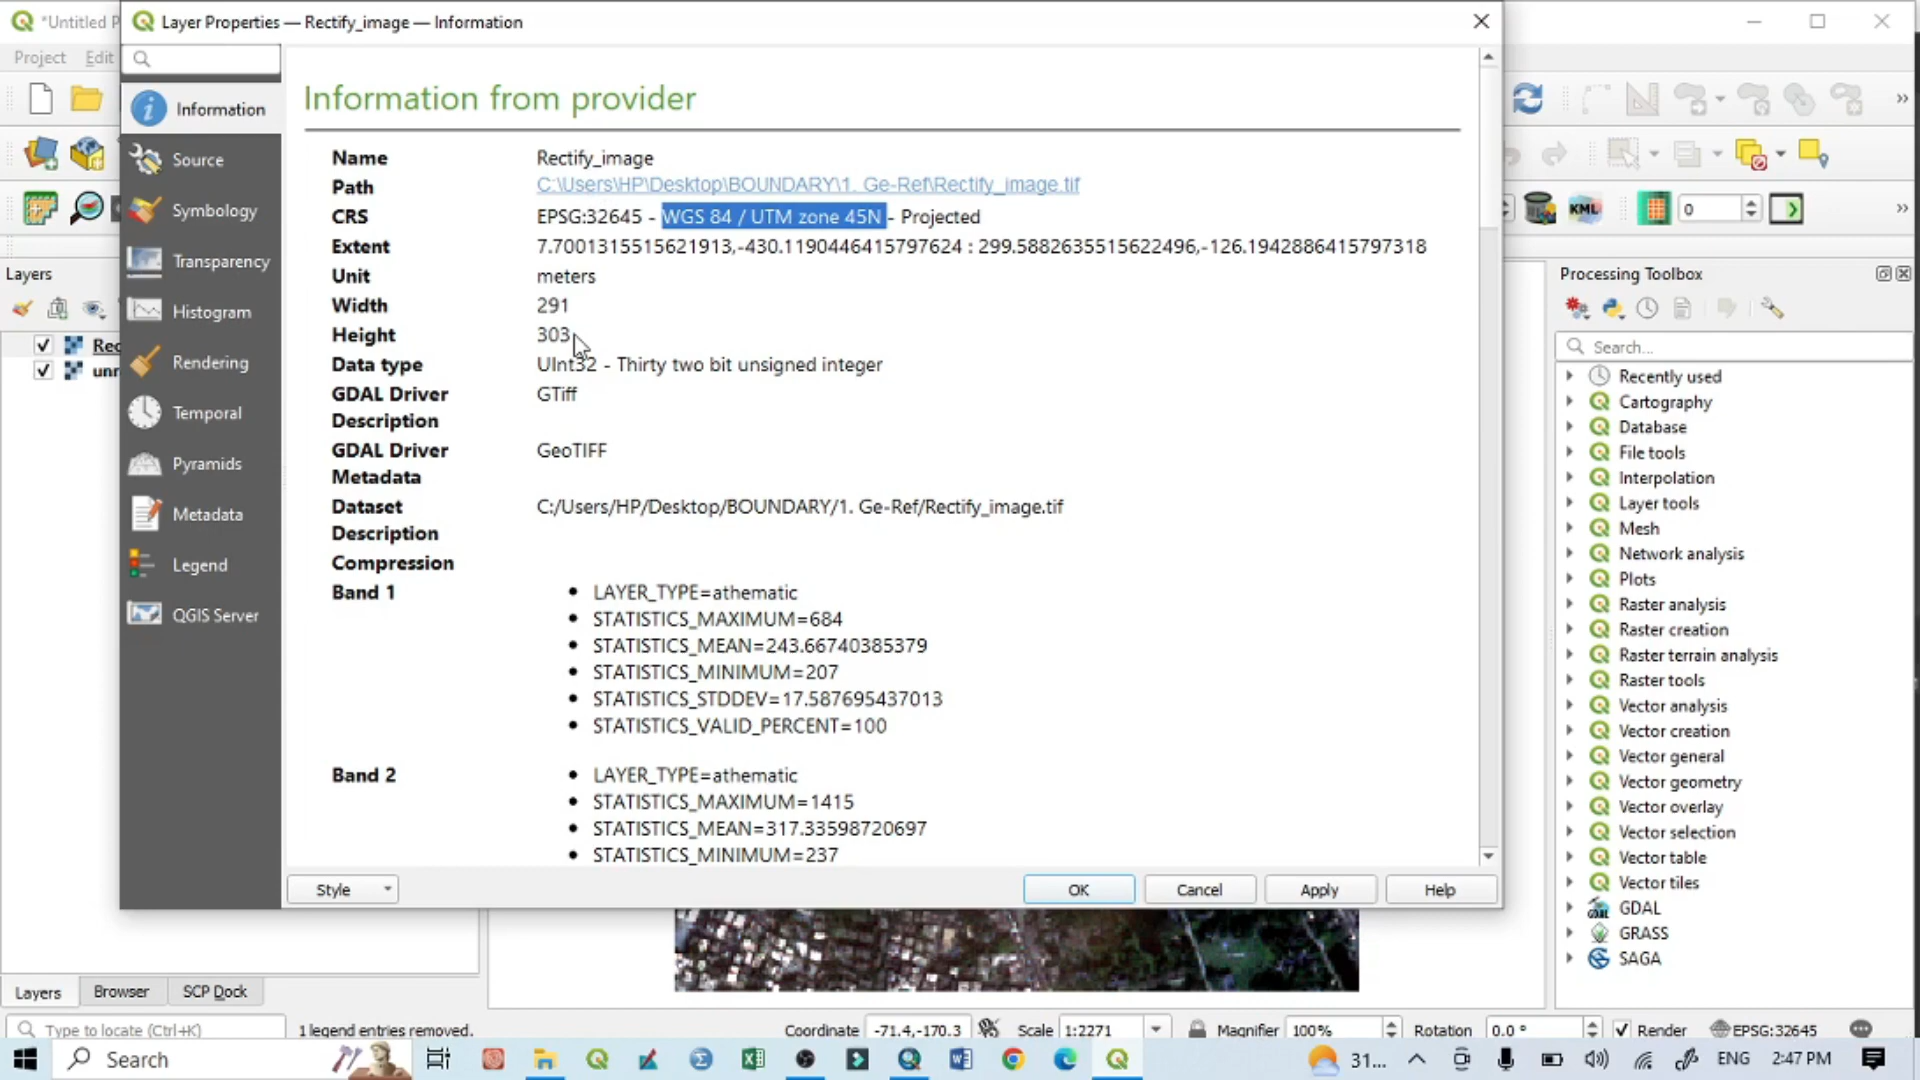 *Untitled P
Layer Properties — Rectify_image — Information
Project Edit
Information
Source
Symbology
Transparency
Histogram
Rendering
Temporal
Pyramids
Metadata
Legend
QGIS Server
Information from provider
Name Rectify_image
Path C:\Users\HP\Desktop\BOUNDARY\1. Ge-Ref\Rectify_image.tif
CRS EPSG:32645 - WGS 84 / UTM zone 45N - Projected
Extent 7.7001315515621913,-430.1190446415797624 : 299.5882635515622496,-126.1942886415797318
Unit meters
Width 291
Height 303
Data type UInt32 - Thirty two bit unsigned integer
GDAL Driver Description GTiff
GDAL Driver Metadata GeoTIFF
Dataset Description C:/Users/HP/Desktop/BOUNDARY/1. Ge-Ref/Rectify_image.tif
Compression
Band 1
• LAYER_TYPE=athematic
• STATISTICS_MAXIMUM=684
• STATISTICS_MEAN=243.66740385379
• STATISTICS_MINIMUM=207
• STATISTICS_STDDEV=17.587695437013
• STATISTICS_VALID_PERCENT=100
Band 2
• LAYER_TYPE=athematic
• STATISTICS_MAXIMUM=1415
• STATISTICS_MEAN=317.33598720697
• STATISTICS_MINIMUM=237
Style OK Cancel Apply Help
KML 0
Layers
Rec
unr
Processing Toolbox
Search...
Recently used
Cartography
Database
File tools
Interpolation
Layer tools
Mesh
Network analysis
Plots
Raster analysis
Raster creation
Raster terrain analysis
Raster tools
Vector analysis
Vector creation
Vector general
Vector geometry
Vector overlay
Vector selection
Vector table
Vector tiles
GDAL
GRASS
SAGA
Layers Browser SCP Dock
Type to locate (Ctrl+K) 1 legend entries removed. Coordinate -71.4,-170.3 Scale 1:2271 Magnifier 100% Rotation 0.0 ° Render EPSG:32645
Search 31... ENG 2:47 PM